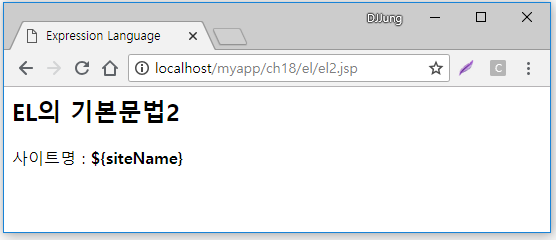 DJJung
Expression Language
localhost/myapp/ch18/el/el2.jsp
C
EL의 기본문법2
사이트명 : ${siteName}